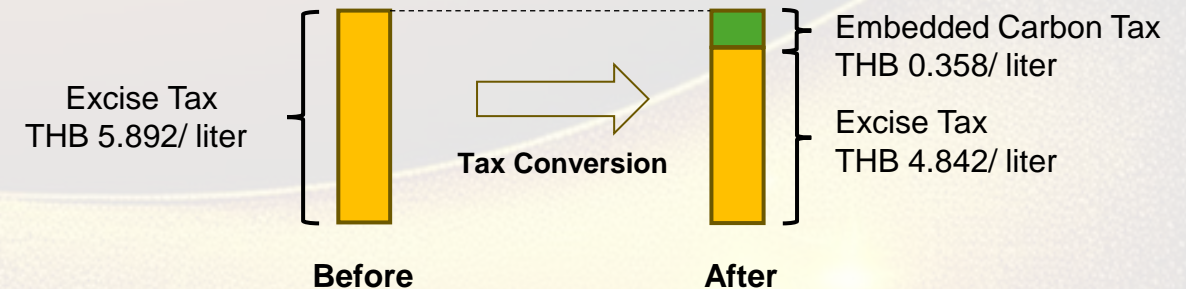 Excise Tax
THB 5.892/ liter
Tax Conversion
Embedded Carbon Tax
THB 0.358/ liter
Excise Tax
THB 4.842/ liter
Before
After